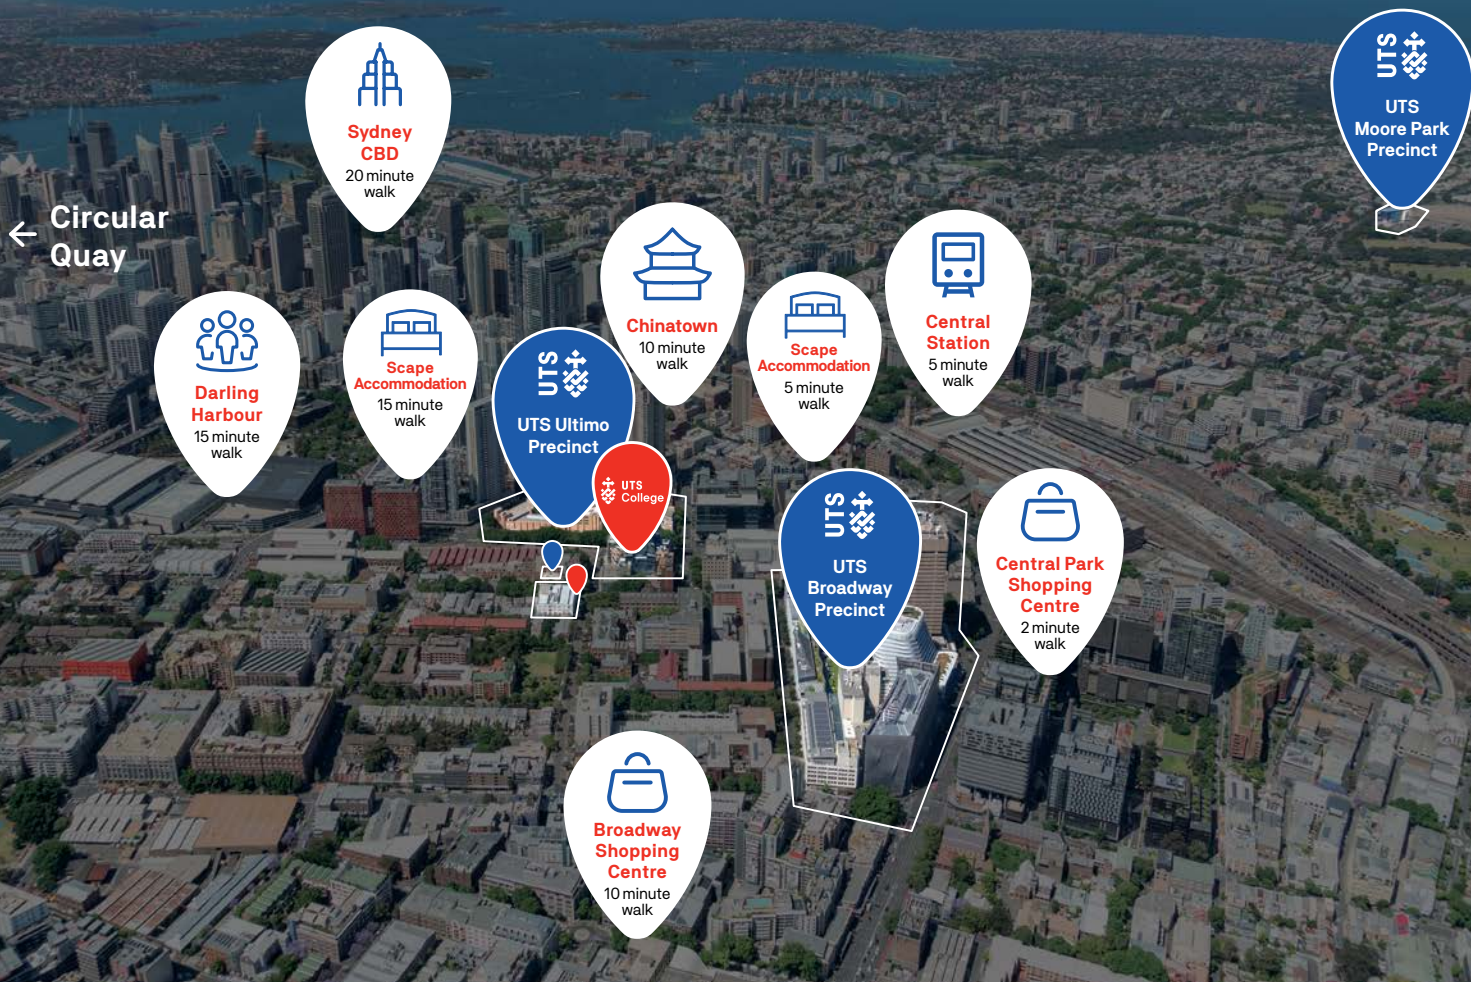 Sydney
CBD
20 minute
walk
UTS
UTS
Moore Park
Precinct
Circular
Quay
Darling
Harbour
15 minute
walk
Scape
Accommodation
15 minute
walk
UTS
UTS Ultimo
Precinct
UTS
College
Chinatown
10 minute
walk
Scape
Accommodation
5 minute
walk
Central
Station
5 minute
walk
UTS
UTS
Broadway
Precinct
Central Park
Shopping
Centre
2 minute
walk
Broadway
Shopping
Centre
10 minute
walk